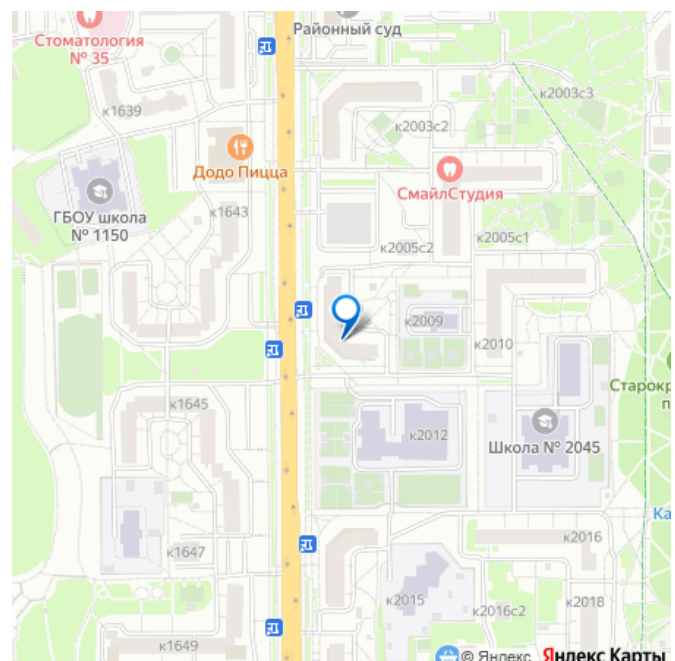 Районный суд
Стоматология
№ 35
к2003с3
к1639
к2003с2
Додо Пицца
СмайлСтудия
ГБОУ школа
№ 1150
к1643
к2005с2
к2005с1
к2009
к2010
Старокр
п
к1645
к2012
Школа № 2045
Ка
к2016
к1647
к2015
к2016с2
к2018
к1649
© Яндекс
Яндекс Карты